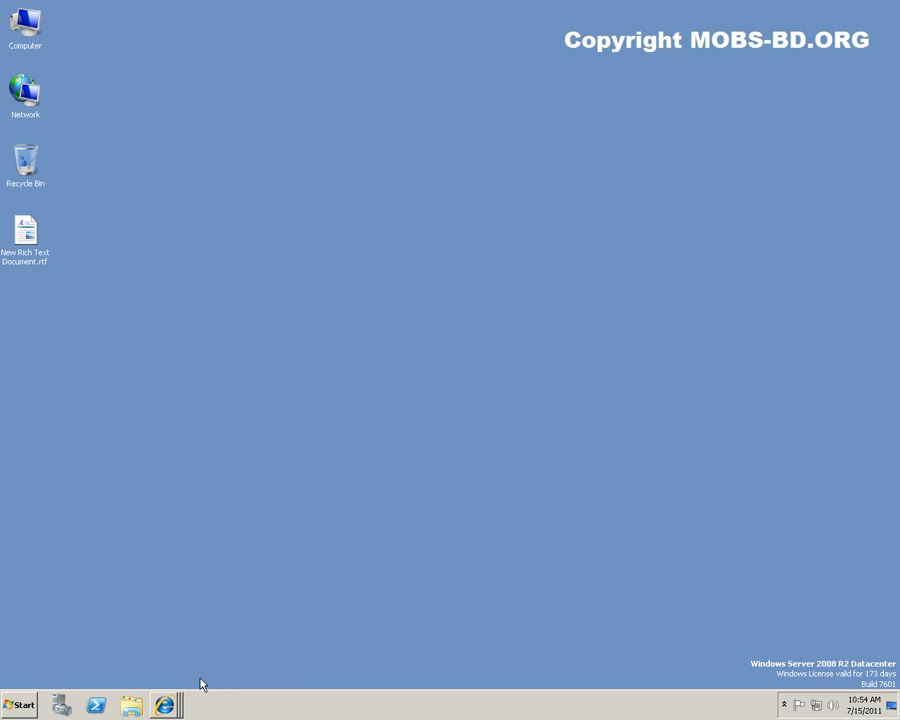 Copyright MOBS-BD.ORG
Computer
Network
Recycle Bin
New Rich Text
Document.rtf
Windows Server 2008 R2 Datacenter
Windows License valid for 173 days
Build 7601
Start
10:54 AM
7/15/2011